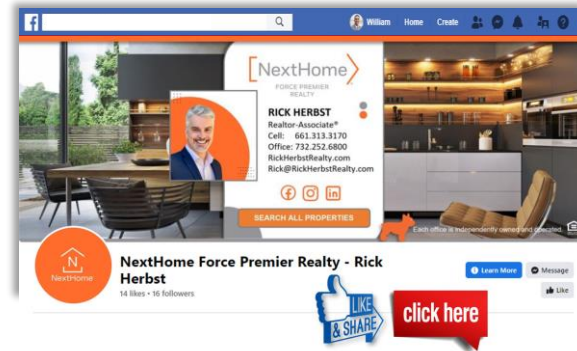 f
William Home Create
[NextHome]
FORCE PREMIER
REALTY
RICK HERBST
Realtor-Associate®
Cell: 661.313.3170
Office: 732.252.6800
RickHerbstRealty.com
Rick@RickHerbstRealty.com
f in
SEARCH ALL PROPERTIES
Each office is independently owned and operated.
N
NextHome
NextHome Force Premier Realty - Rick
Herbst
14 likes • 16 followers
Learn More Message
Like
LIKE
& SHARE
click here